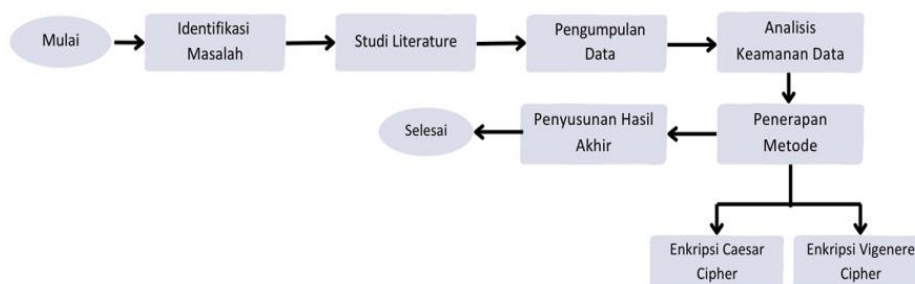 Mulai
Identifikasi
Masalah
Studi Literature
Pengumpulan
Data
Analisis
Keamanan Data
Penerapan
Metode
Penyusunan Hasil
Akhir
Selesai
Enkripsi Caesar
Cipher
Enkripsi Vigenere
Cipher